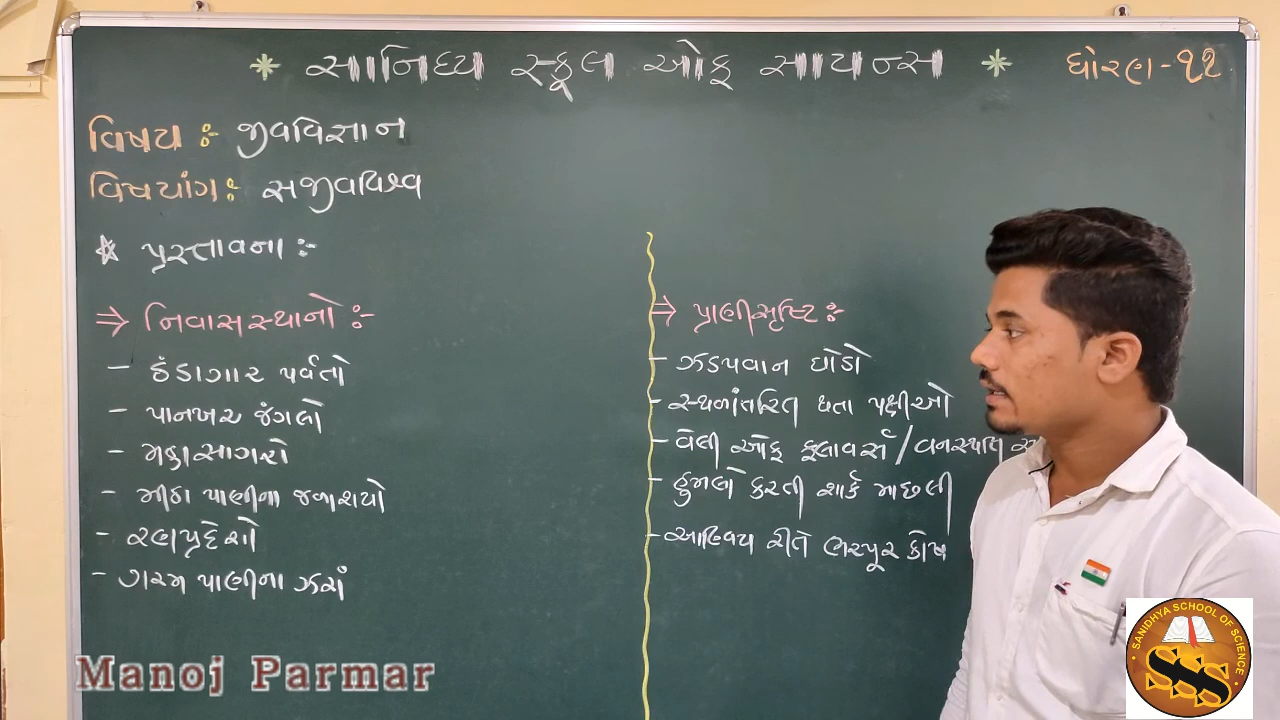 * સાનિધ્ય સ્કૂલ ઓફ સાયન્સ *
ધોરણ-૧૧
વિષય :- જીવવિજ્ઞાન
વિષયાંગ :- સજીવવિશ્વ
* પ્રસ્તાવના :-
⇒ નિવાસસ્થાનો :-
- ઠંડાગાર પર્વતો
- પાનખર જંગલો
- મહાસાગરો
- મીઠા પાણીના જળાશયો
- રણપ્રદેશો
- ગરમ પાણીના ઝરાં
⇒ પ્રાણીસૃષ્ટિ :-
- ઝડપવાન ઘોડો
- સ્થળાંતરિત થતા પક્ષીઓ
- વેલી ઓફ ફૂલાવર્સ / વનસ્પતિ
- હુમલો કરતી શાર્ક માછલી
- આણ્વિય રીતે ભરપૂર કોષ
Manoj Parmar
SANIDHYA SCHOOL OF SCIENCE
SSS